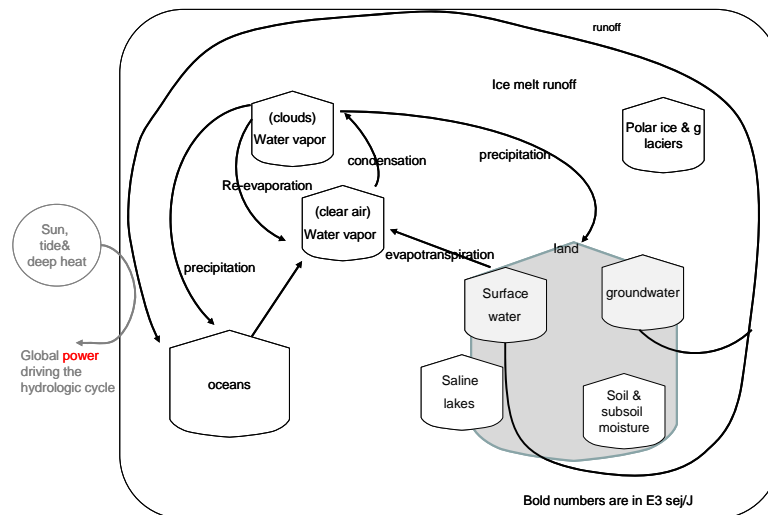 runoff
Ice melt runoff
(clouds)
Water vapor
Polar ice & g
laciers
condensation
precipitation
Re-evaporation
(clear air)
Water vapor
Sun,
tide&
deep heat
evapotranspiration
land
precipitation
Surface
water
groundwater
Global power
driving the
hydrologic cycle
oceans
Saline
lakes
Soil &
subsoil
moisture
Bold numbers are in E3 sej/J